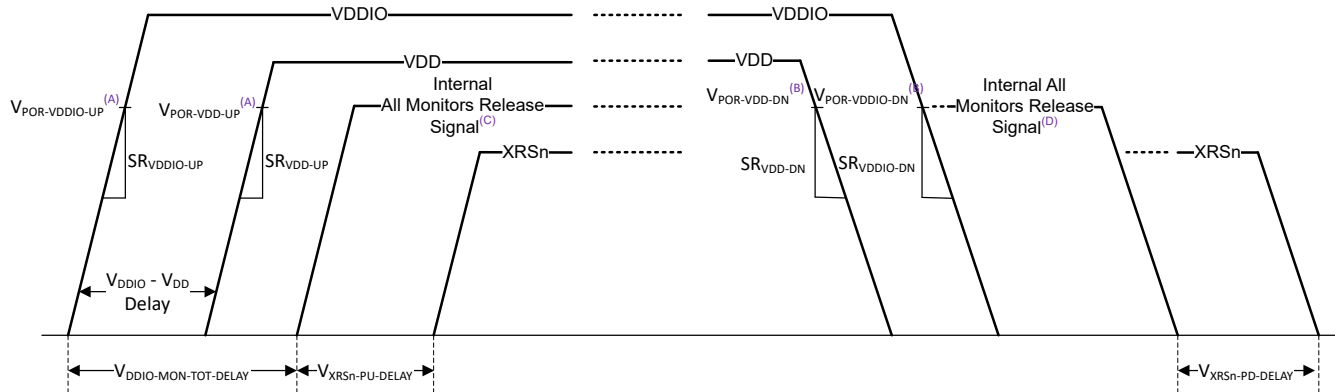 VDDIO
VDDIO
VDD
VDD
Internal
All Monitors Release
Signal(C)
Internal All
Monitors Release
Signal(D)
VPOR-VDDIO-UP(A)
VPOR-VDD-UP(A)
VPOR-VDD-DN(B)
VPOR-VDDIO-DN(B)
XRSn
XRSn
SRVDDIO-UP
SRVDD-UP
SRVDD-DN
SRVDDIO-DN
VDDIO - VDD
Delay
VDDIO-MON-TOT-DELAY
VXRSn-PU-DELAY
VXRSn-PD-DELAY